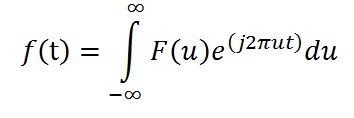 f(t) = ∫_{-∞}^{∞} F(u)e^{(j2πut)}du